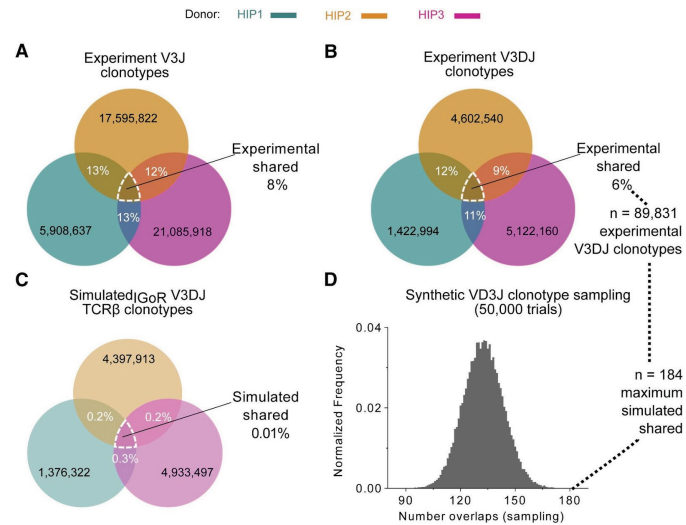 Donor: HIP1 HIP2 HIP3
A
Experiment V3J
clonotypes
17,595,822
13%
12%
13%
5,908,637
21,085,918
Experimental
shared
8%
B
Experiment V3DJ
clonotypes
4,602,540
12%
9%
11%
1,422,994
5,122,160
Experimental
shared
6%
n = 89,831
experimental
V3DJ clonotypes
C
Simulated IGoR V3DJ
TCRβ clonotypes
4,397,913
0.2%
0.2%
0.3%
1,376,322
4,933,497
Simulated
shared
0.01%
D
Synthetic VD3J clonotype sampling
(50,000 trials)
Normalized Frequency
0.04
0.02
0.00
90
120
150
180
Number overlaps (sampling)
n = 184
maximum
simulated
shared